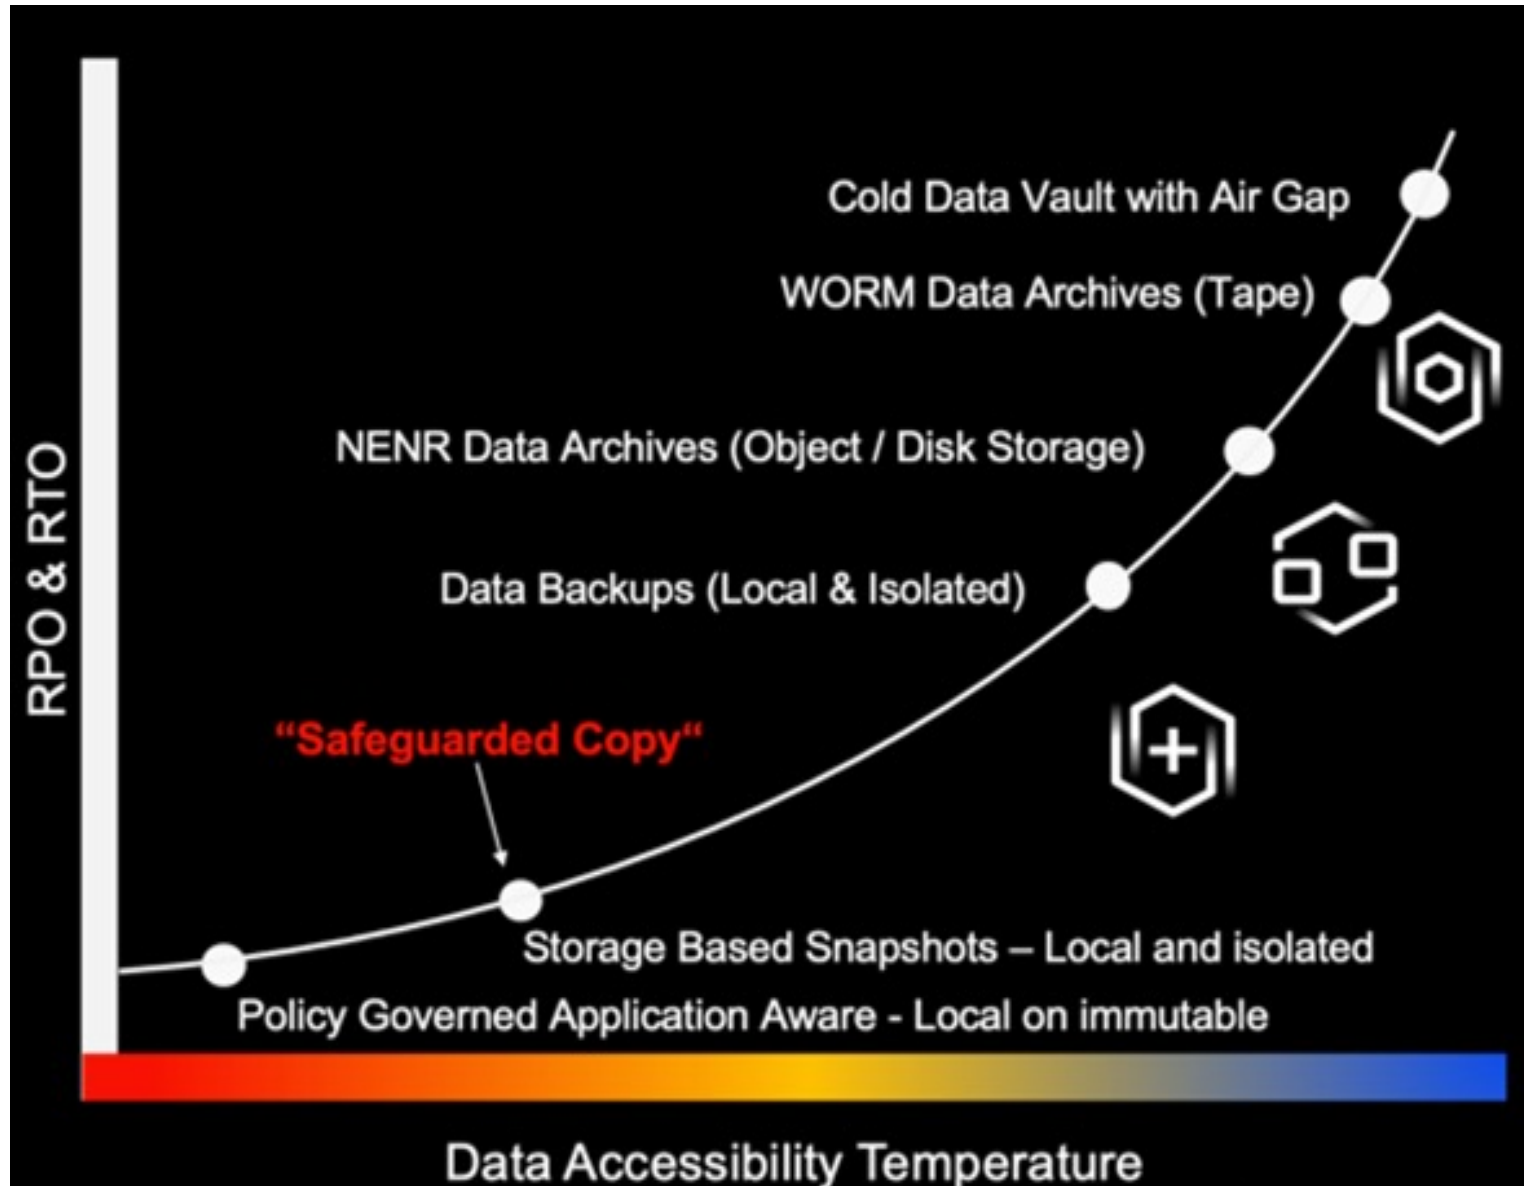 Cold Data Vault with Air Gap
WORM Data Archives (Tape)
NENR Data Archives (Object / Disk Storage)
Data Backups (Local & Isolated)
RPO & RTO
“Safeguarded Copy“
Storage Based Snapshots – Local and isolated
Policy Governed Application Aware - Local on immutable
Data Accessibility Temperature